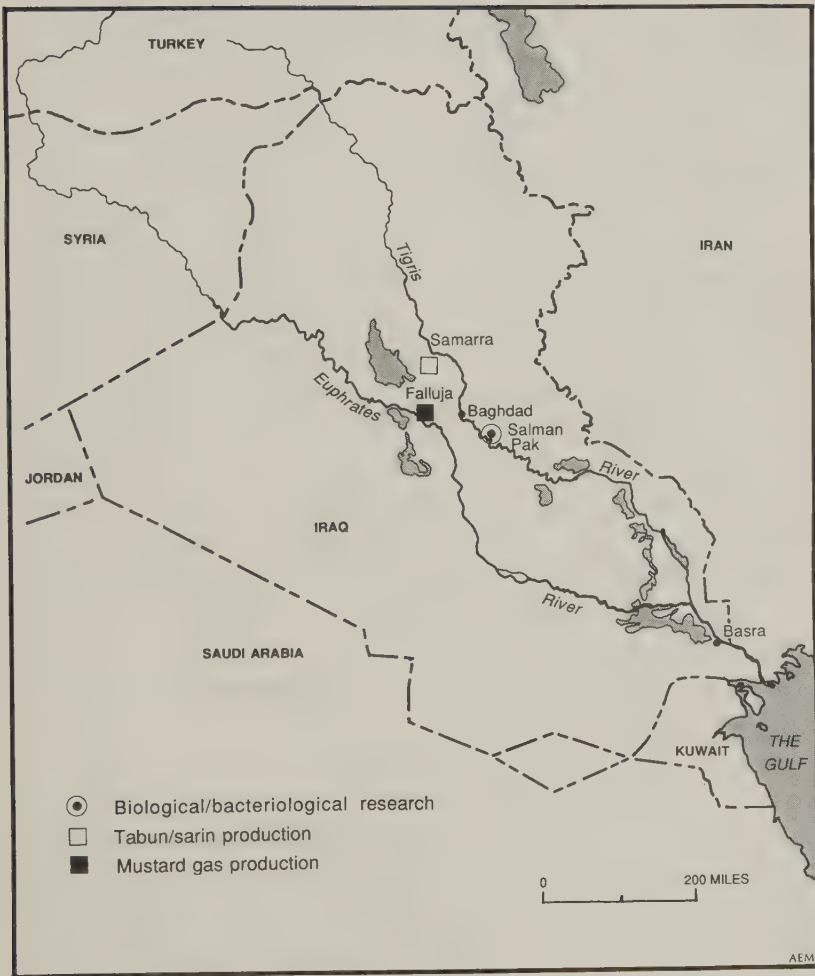 TURKEY
SYRIA
IRAN
Tigris
Samarra
Euphrates
Falluja
Baghdad
Salman
Pak
River
JORDAN
IRAQ
River
Basra
SAUDI ARABIA
KUWAIT
THE
GULF
Biological/bacteriological research
Tabun/sarin production
Mustard gas production
0 200 MILES
AEM